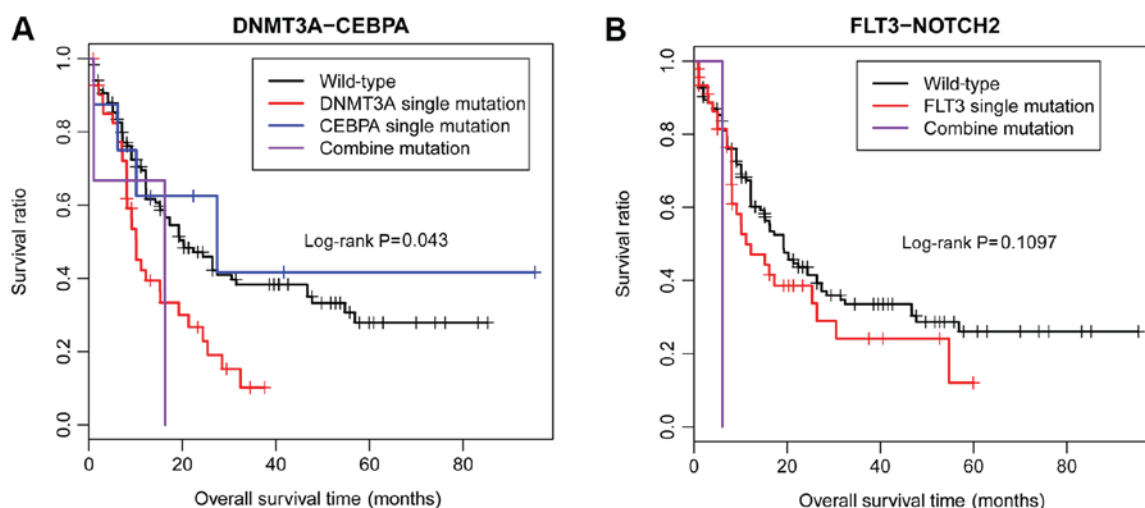 A
DNMT3A−CEBPA
Wild-type
DNMT3A single mutation
CEBPA single mutation
Combine mutation
Log-rank P=0.043
Survival ratio
1.0
0.8
0.6
0.4
0.2
0.0
0 20 40 60 80
Overall survival time (months)
B
FLT3−NOTCH2
Wild-type
FLT3 single mutation
Combine mutation
Log-rank P=0.1097
Survival ratio
1.0
0.8
0.6
0.4
0.2
0.0
0 20 40 60 80
Overall survival time (months)